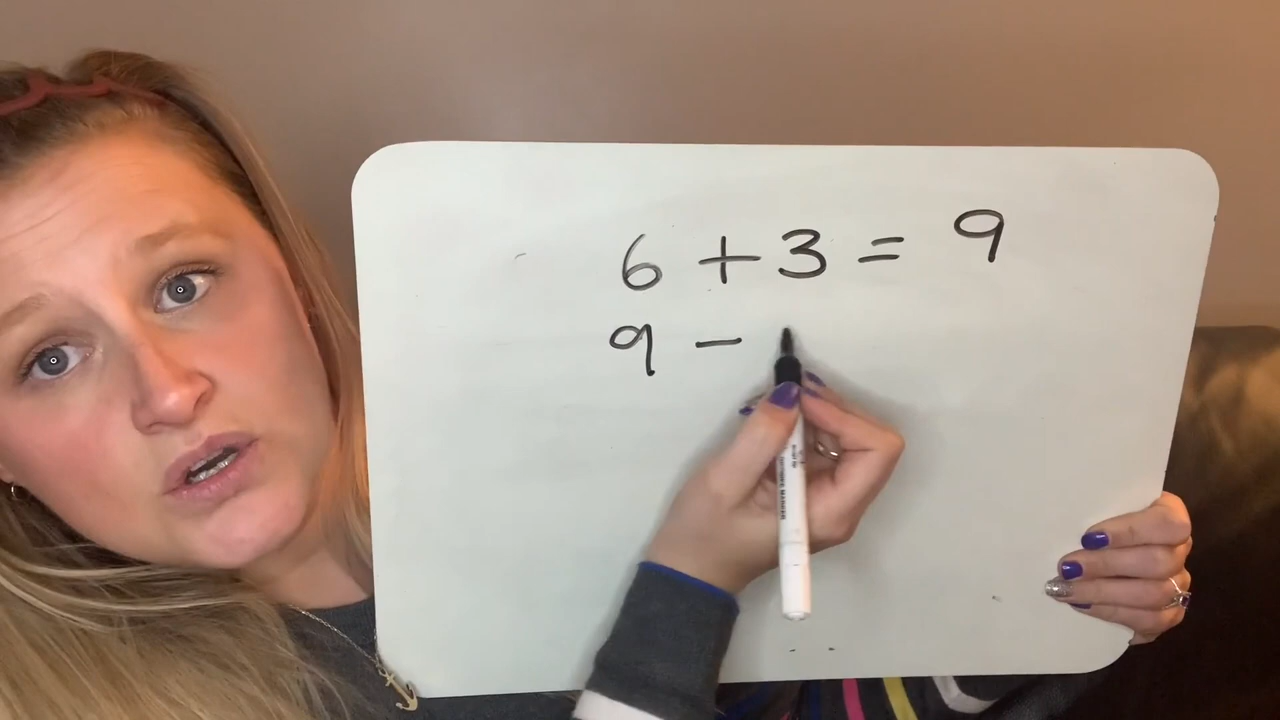 6 + 3 = 9
9 -